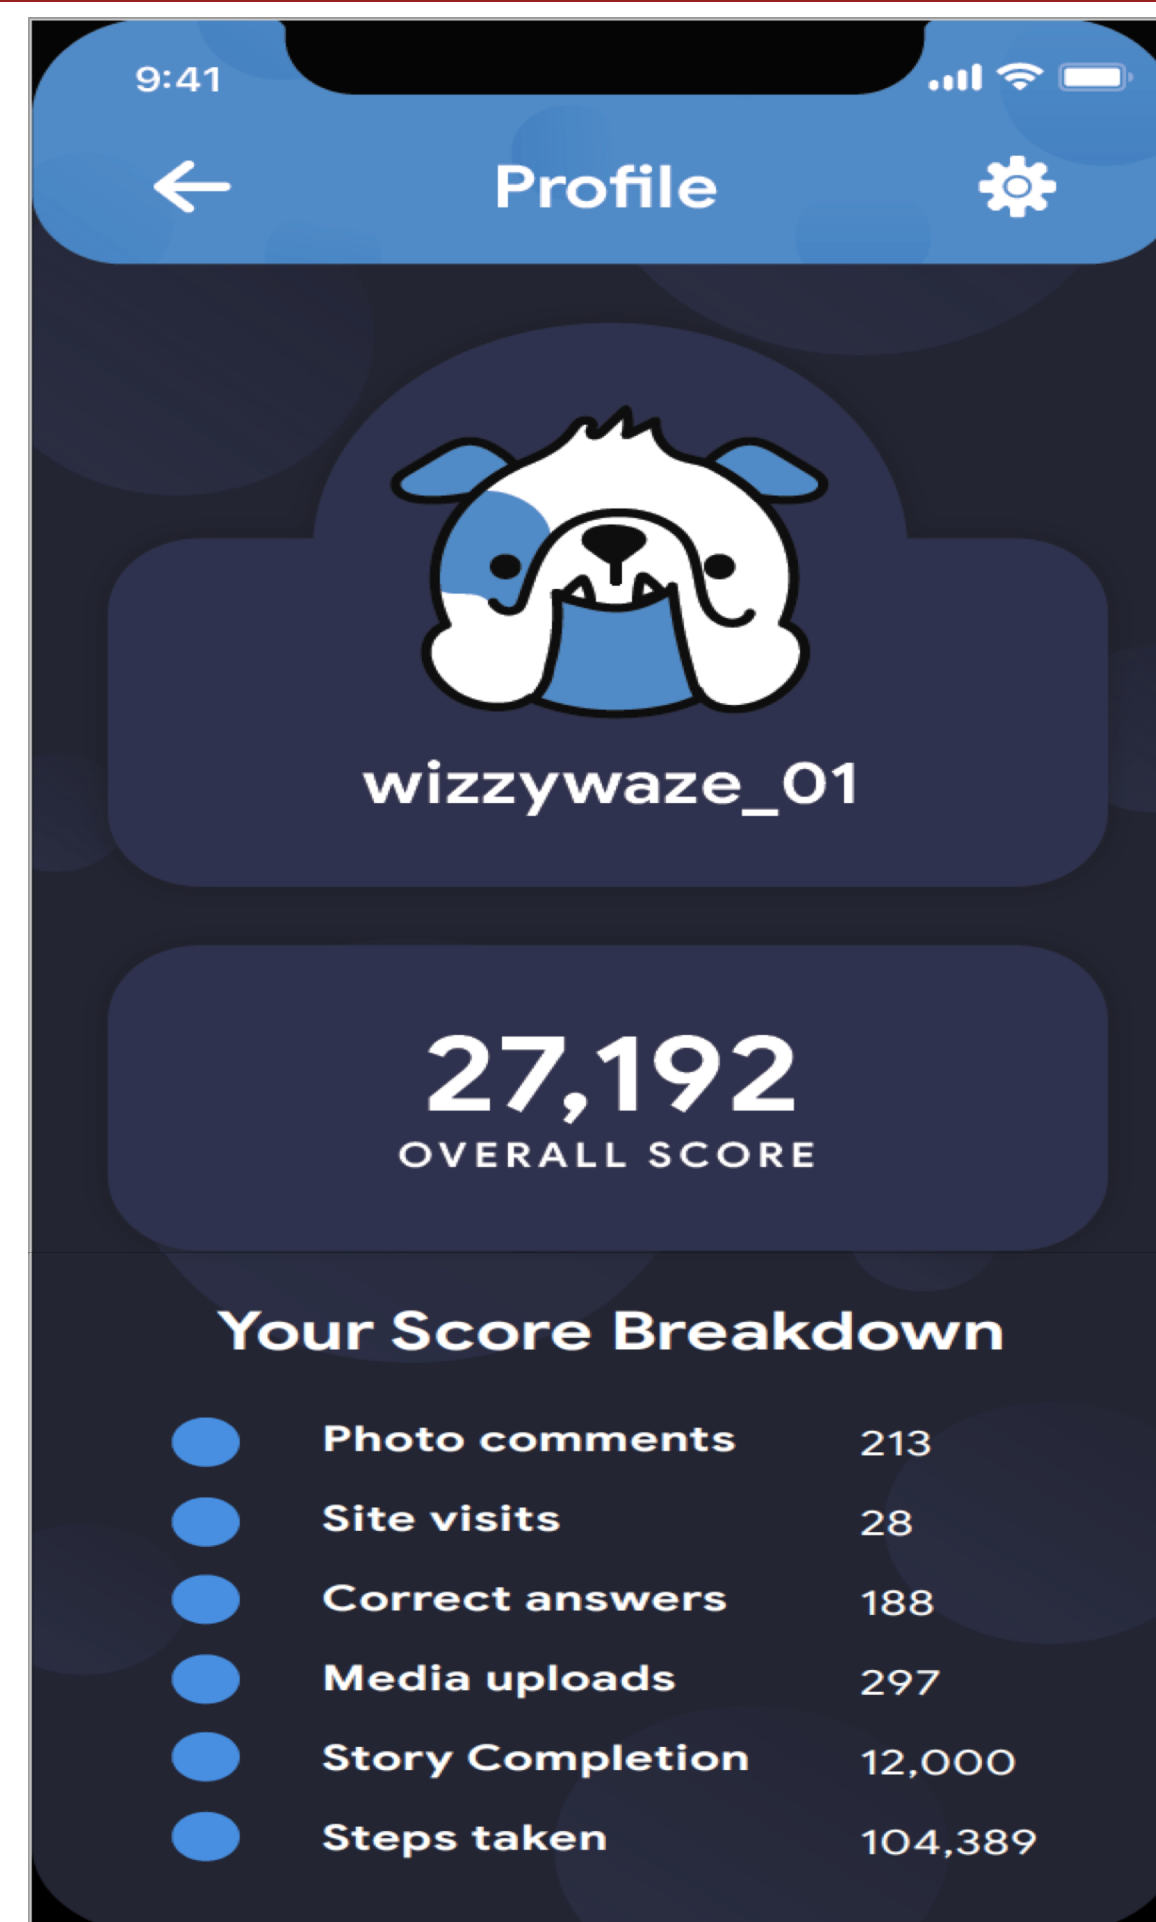 9:41
Profile
wizzywaze_01
27,192
OVERALL SCORE
Your Score Breakdown
Photo comments 213
Site visits 28
Correct answers 188
Media uploads 297
Story Completion 12,000
Steps taken 104,389